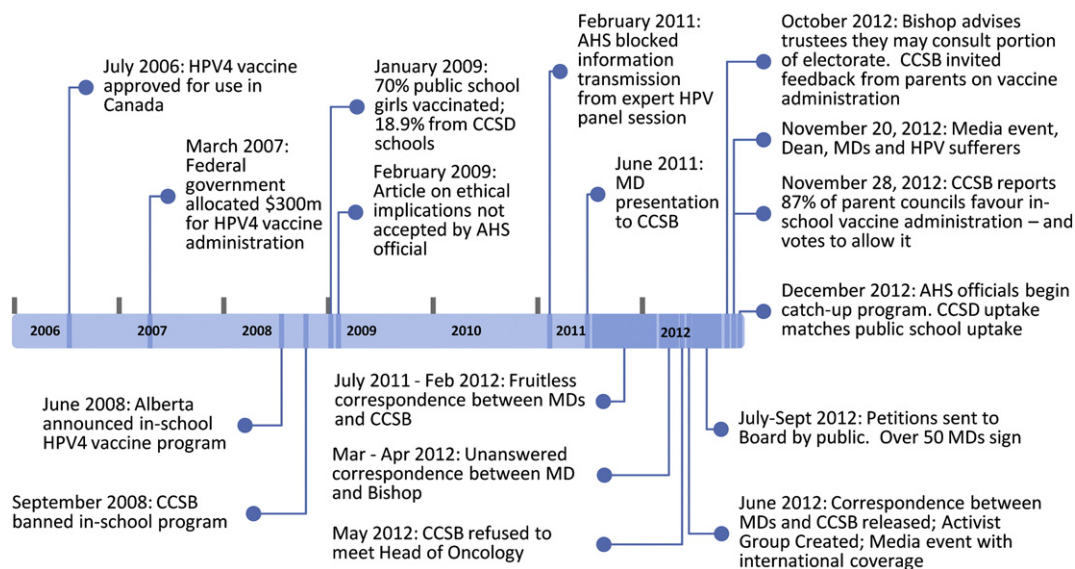 July 2006: HPV4 vaccine
approved for use in
Canada
March 2007:
Federal
government
allocated $300m
for HPV4 vaccine
administration
January 2009:
70% public school
girls vaccinated;
18.9% from CCSD
schools
February 2009:
Article on ethical
implications not
accepted by AHS
official
February 2011:
AHS blocked
information
transmission
from expert HPV
panel session
June 2011:
MD
presentation
to CCSB
October 2012: Bishop advises
trustees they may consult portion
of electorate.  CCSB invited
feedback from parents on vaccine
administration
November 20, 2012: Media event,
Dean, MDs and HPV sufferers
November 28, 2012: CCSB reports
87% of parent councils favour in-
school vaccine administration – and
votes to allow it
December 2012: AHS officials begin
catch-up program. CCSD uptake
matches public school uptake
2006
2007
2008
2009
2010
2011
2012
June 2008: Alberta
announced in-school
HPV4 vaccine program
September 2008: CCSB
banned in-school program
July 2011 - Feb 2012: Fruitless
correspondence between MDs
and CCSB
Mar - Apr 2012: Unanswered
correspondence between MD
and Bishop
May 2012: CCSB refused to
meet Head of Oncology
July-Sept 2012: Petitions sent to
Board by public.  Over 50 MDs sign
June 2012: Correspondence between
MDs and CCSB released; Activist
Group Created; Media event with
international coverage